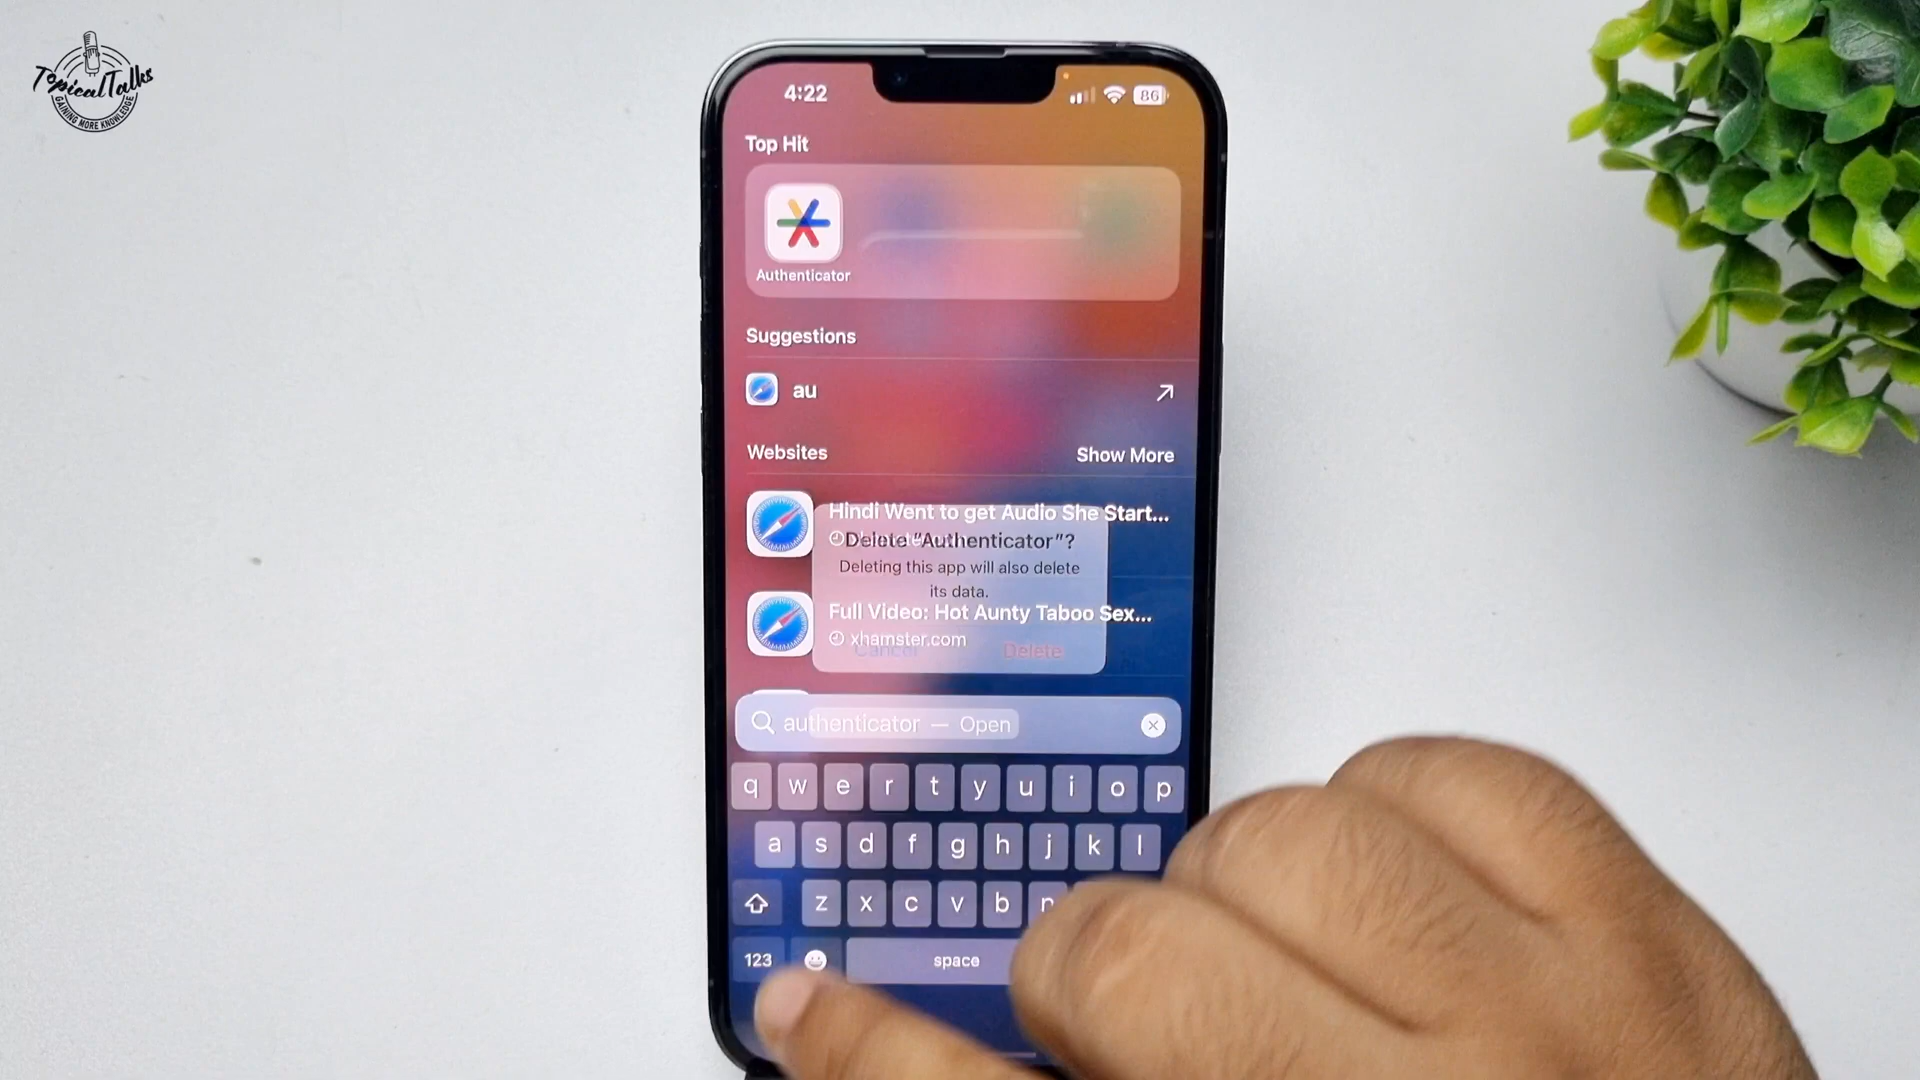 TopicalTalks
GAINING MORE KNOWLEDGE
4:22
86
Top Hit
Authenticator
Suggestions
au
Websites
Show More
Hindi Went to get Audio She Start...
Delete “Authenticator”?
Deleting this app will also delete
its data.
Full Video: Hot Aunty Taboo Sex...
xhamster.com
Cancel
Delete
authenticator — Open
q w e r t y u i o p
a s d f g h j k l
z x c v b n
123
space